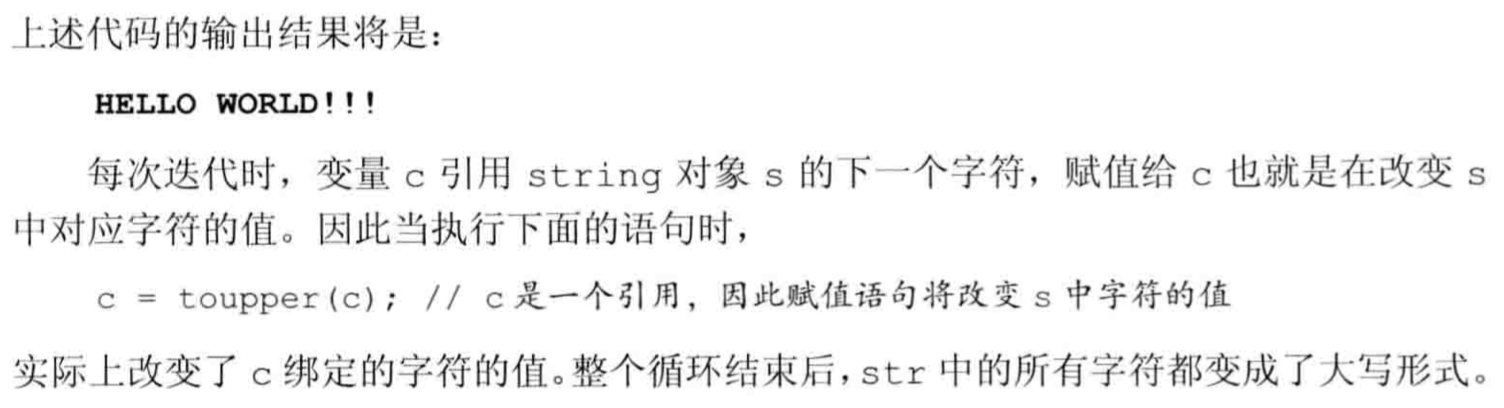 上述代码的输出结果将是：
HELLO WORLD!!!
每次迭代时，变量 c 引用 string 对象 s 的下一个字符，赋值给 c 也就是在改变 s
中对应字符的值。因此当执行下面的语句时，
c = toupper(c); // c 是一个引用，因此赋值语句将改变 s 中字符的值
实际上改变了 c 绑定的字符的值。整个循环结束后，str 中的所有字符都变成了大写形式。